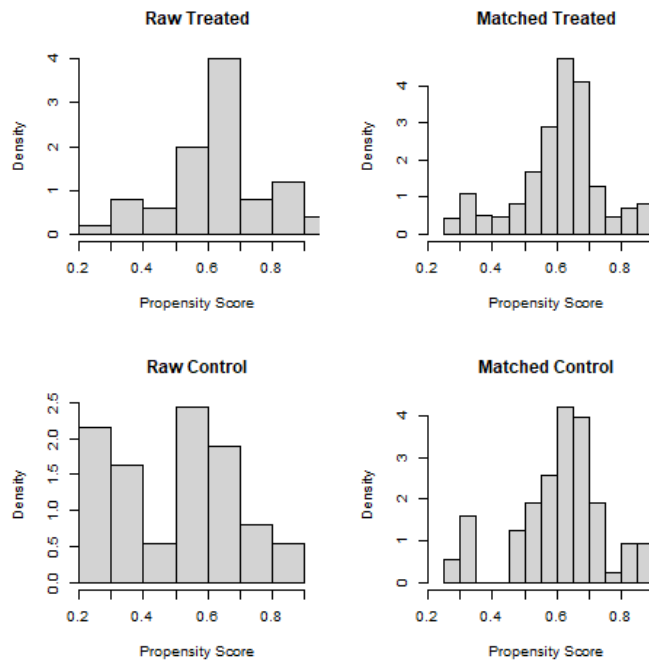 Raw Treated
Density
0 1 2 3 4
0.2 0.4 0.6 0.8
Propensity Score
Matched Treated
Density
0 1 2 3 4
0.2 0.4 0.6 0.8
Propensity Score
Raw Control
Density
0.0 0.5 1.0 1.5 2.0 2.5
0.2 0.4 0.6 0.8
Propensity Score
Matched Control
Density
0 1 2 3 4
0.2 0.4 0.6 0.8
Propensity Score